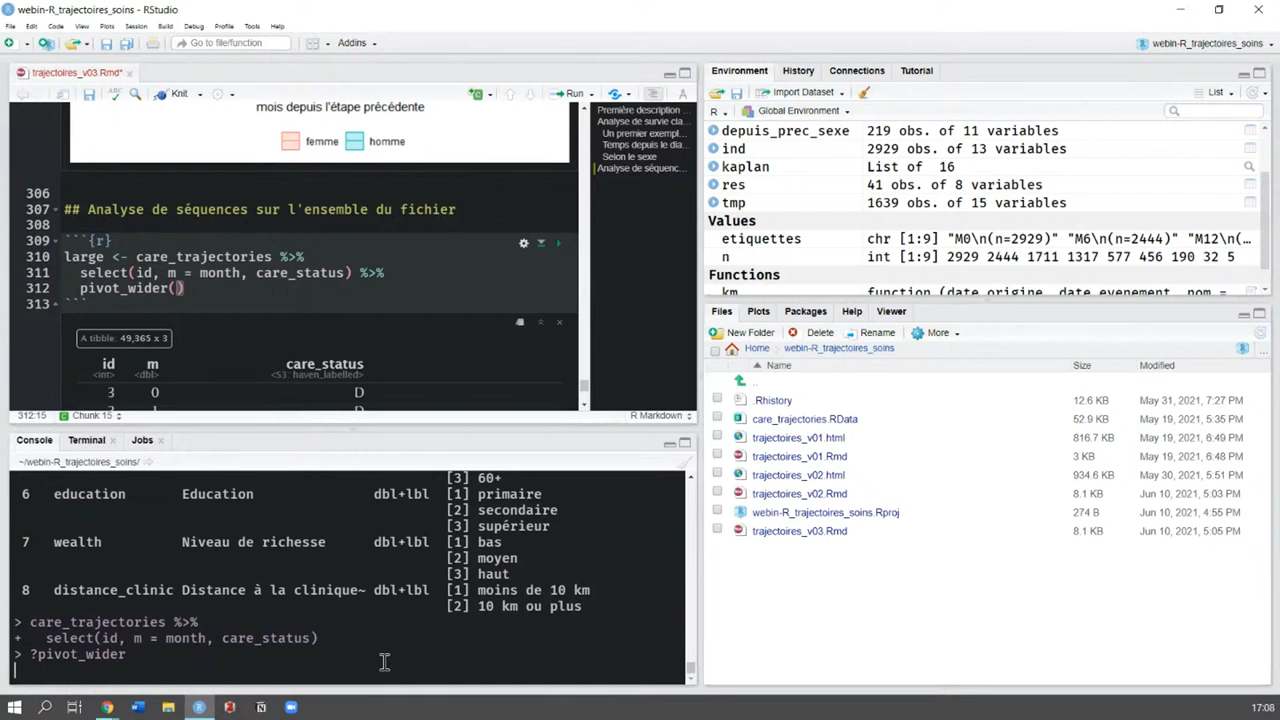 webin-R_trajectoires_soins - RStudio
File Edit Code View Plots Session Build Debug Profile Tools Help
Go to file/function Addins webin-R_trajectoires_soins
trajectoires_v03.Rmd*
Knit Run
mois depuis l'étape précédente
femme homme
306
307 ## Analyse de séquences sur l'ensemble du fichier
308
309 ```{r}
310 large <- care_trajectories %>%
311 select(id, m = month, care_status) %>%
312 pivot_wider()
313 ```
A tibble: 49,365 x 3
id m care_status
<int> <dbl> <S3: haven_labelled>
3 0 D
312:15 Chunk 15 R Markdown
Première description ...
Analyse de survie cla...
Un premier exempl...
Temps depuis le dia...
Selon le sexe
Analyse de séquenc...
Console Terminal Jobs
~/webin-R_trajectoires_soins/
[3] 60+
6 education Education dbl+lbl [1] primaire
[2] secondaire
[3] supérieur
7 wealth Niveau de richesse dbl+lbl [1] bas
[2] moyen
[3] haut
8 distance_clinic Distance à la clinique~ dbl+lbl [1] moins de 10 km
[2] 10 km ou plus
> care_trajectories %>%
+ select(id, m = month, care_status)
> ?pivot_wider
Environment History Connections Tutorial
Import Dataset List
R Global Environment
depuis_prec_sexe 219 obs. of 11 variables
ind 2929 obs. of 13 variables
kaplan List of 16
res 41 obs. of 8 variables
tmp 1639 obs. of 15 variables
Values
etiquettes chr [1:9] "M0\n(n=2929)" "M6\n(n=2444)" "M12\n(…
n int [1:9] 2929 2444 1711 1317 577 456 190 32 5
Functions
km function (date_origine, date_evenement, nom =
Files Plots Packages Help Viewer
New Folder Delete Rename More
Home webin-R_trajectoires_soins ...
Name Size Modified
..
.Rhistory 12.6 KB May 31, 2021, 7:27 PM
care_trajectories.RData 52.9 KB May 19, 2021, 5:35 PM
trajectoires_v01.html 816.7 KB May 19, 2021, 6:49 PM
trajectoires_v01.Rmd 3 KB May 19, 2021, 6:48 PM
trajectoires_v02.html 934.6 KB May 30, 2021, 5:51 PM
trajectoires_v02.Rmd 8.1 KB Jun 10, 2021, 5:03 PM
webin-R_trajectoires_soins.Rproj 274 B Jun 10, 2021, 4:55 PM
trajectoires_v03.Rmd 8.1 KB Jun 10, 2021, 5:05 PM
17:08